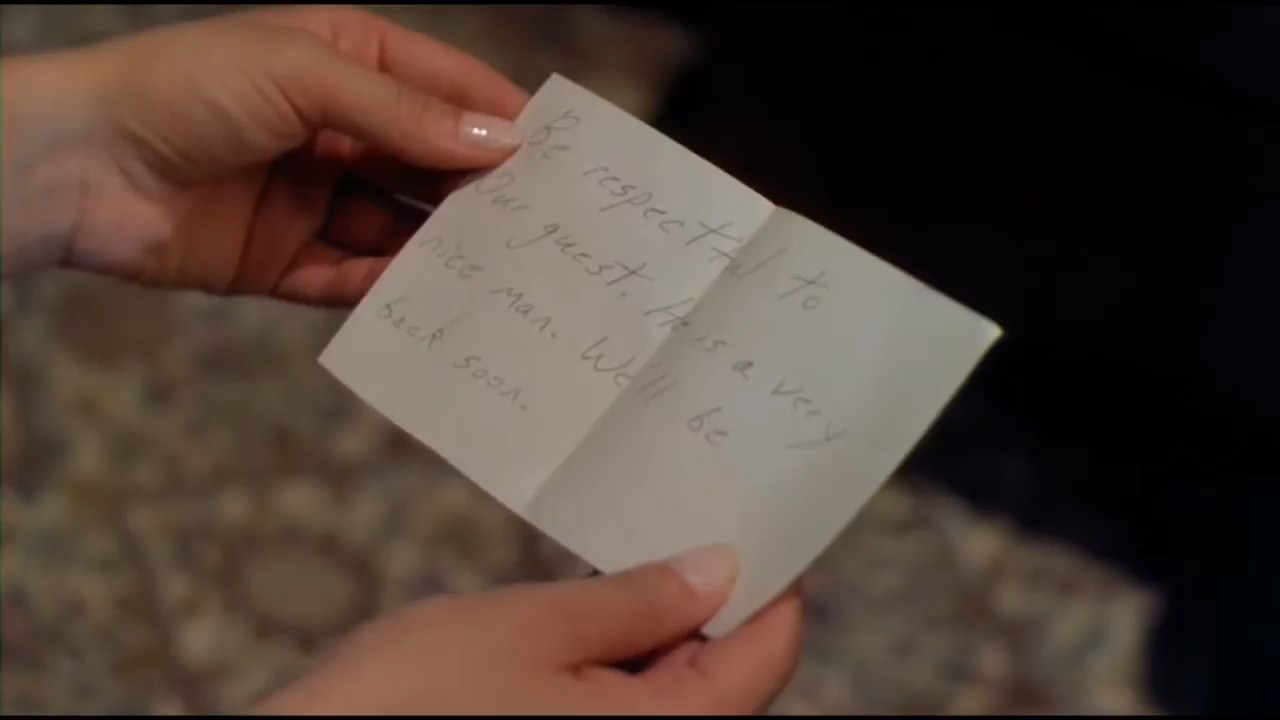 Be respectful to
Our guest. He is a very
nice man. We'll be
back soon.